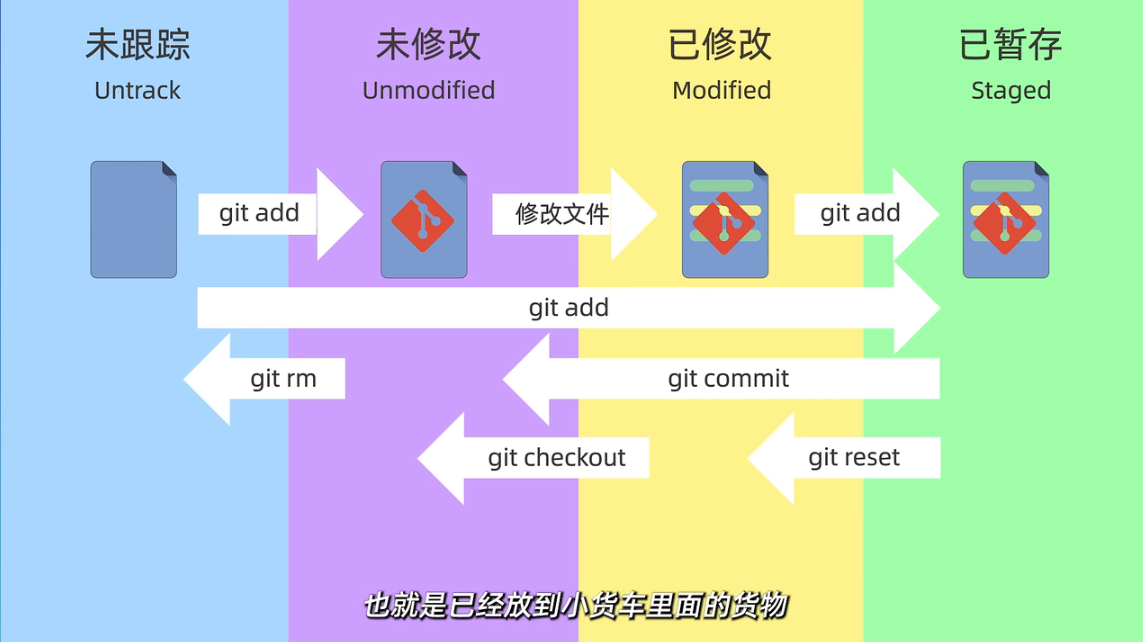 未跟踪
Untrack
未修改
Unmodified
已修改
Modified
已暂存
Staged
git add
修改文件
git add
git add
git rm
git commit
git checkout
git reset
也就是已经放到小货车里面的货物